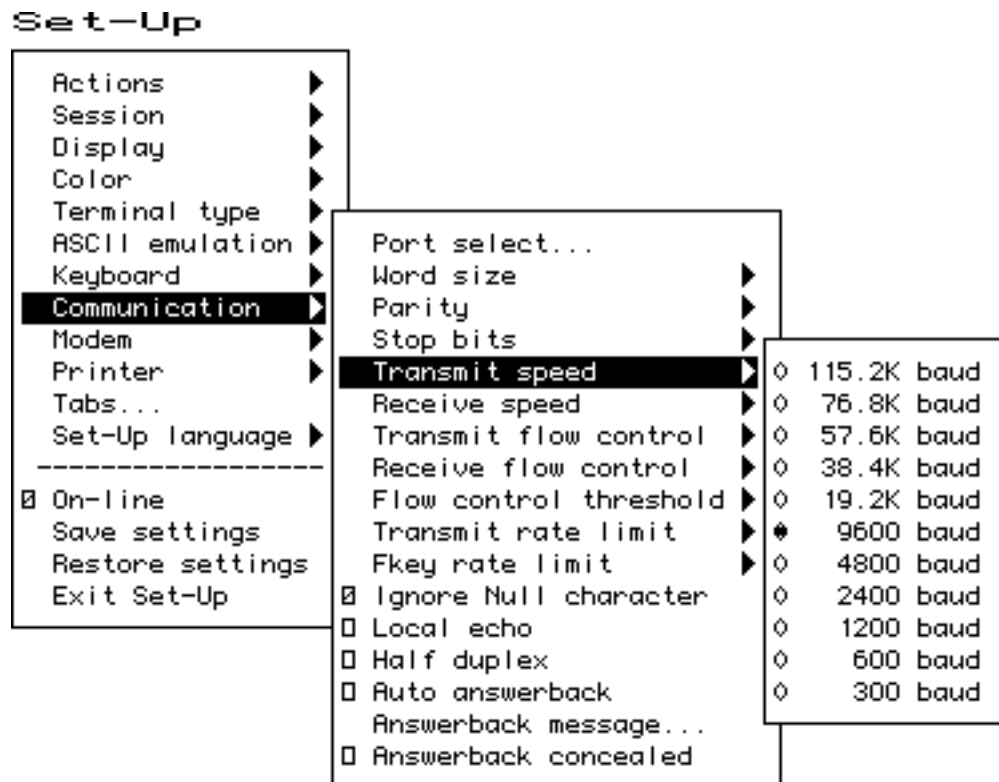 Set-Up
Actions
Session
Display
Color
Terminal type
ASCII emulation
Keyboard
Communication
Modem
Printer
Tabs...
Set-Up language
------------------
On-line
Save settings
Restore settings
Exit Set-Up
Port select...
Word size
Parity
Stop bits
Transmit speed
Receive speed
Transmit flow control
Receive flow control
Flow control threshold
Transmit rate limit
Fkey rate limit
Ignore Null character
Local echo
Half duplex
Auto answerback
Answerback message...
Answerback concealed
115.2K baud
76.8K baud
57.6K baud
38.4K baud
19.2K baud
9600 baud
4800 baud
2400 baud
1200 baud
600 baud
300 baud